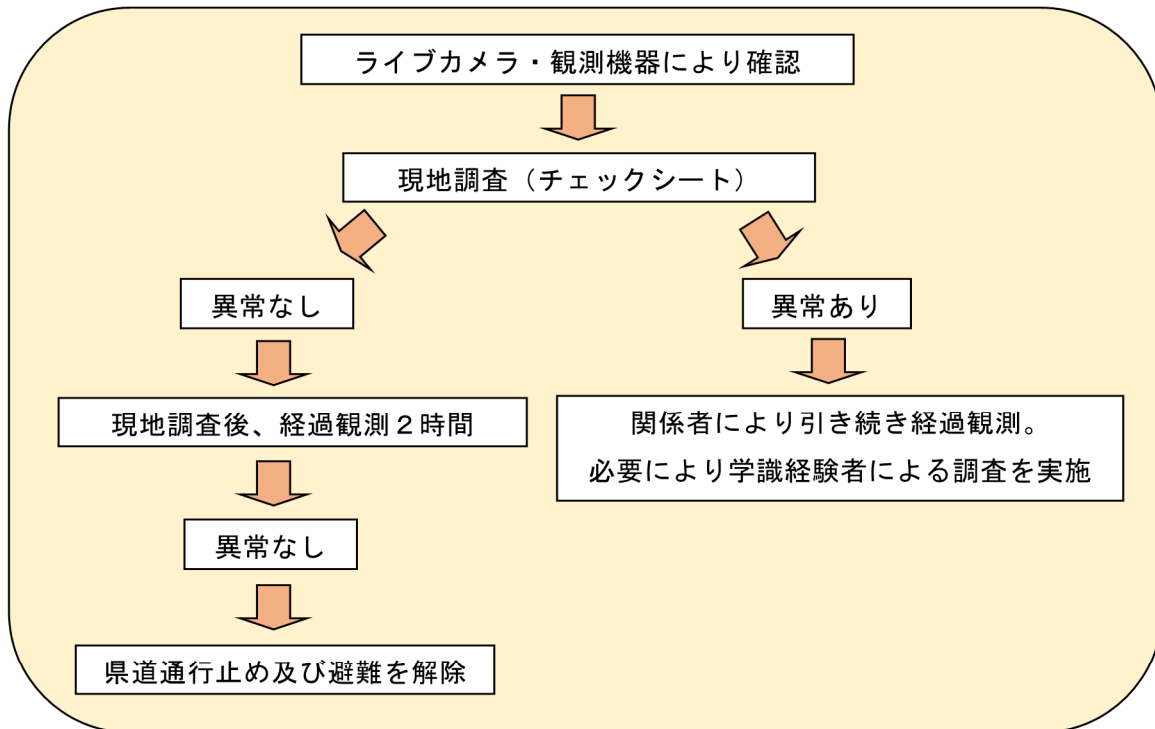 ライブカメラ・観測機器により確認
現地調査（チェックシート）
異常なし
異常あり
現地調査後、経過観測２時間
関係者により引き続き経過観測。
必要により学識経験者による調査を実施
異常なし
県道通行止め及び避難を解除